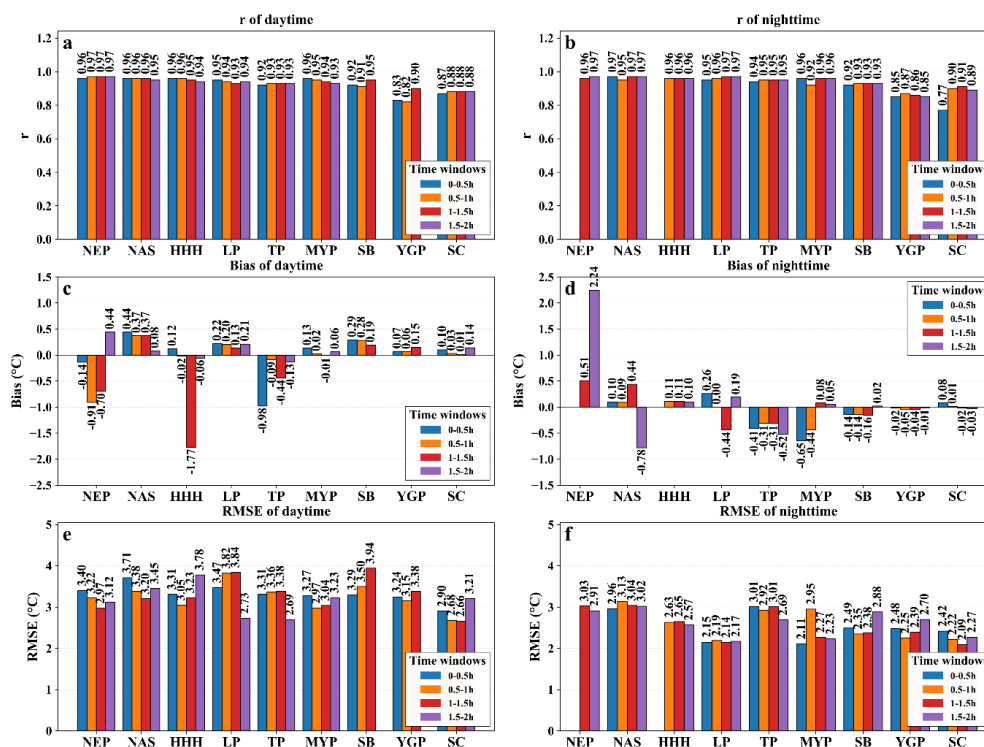 r of daytime
a
0.96 0.97 0.97 0.97 0.96 0.96 0.96 0.95 0.96 0.96 0.95 0.94 0.95 0.94 0.93 0.94 0.92 0.93 0.93 0.93 0.96 0.95 0.94 0.93 0.92 0.91 0.95 0.83 0.82 0.90 0.87 0.88 0.88 0.88
1.2
1.0
0.8
0.6
0.4
0.2
0.0
r
Time windows
0-0.5h
0.5-1h
1-1.5h
1.5-2h
NEP NAS HHH LP TP MYP SB YGP SC
r of nighttime
b
0.96 0.97 0.97 0.95 0.97 0.97 0.96 0.96 0.96 0.95 0.96 0.97 0.97 0.94 0.95 0.95 0.95 0.96 0.92 0.96 0.96 0.92 0.93 0.93 0.93 0.85 0.87 0.86 0.85 0.77 0.90 0.91 0.89
1.2
1.0
0.8
0.6
0.4
0.2
0.0
r
Time windows
0-0.5h
0.5-1h
1-1.5h
1.5-2h
NEP NAS HHH LP TP MYP SB YGP SC
Bias of daytime
c
-0.14 -0.91 -0.70 0.44 0.44 0.37 0.37 0.08 0.12 -0.02 -1.77 -0.06 0.22 0.20 0.13 0.21 -0.98 -0.09 -0.44 -0.13 0.13 0.02 -0.01 0.06 0.29 0.28 0.19 0.07 0.06 0.15 0.10 0.03 0.01 0.14
1.5
1.0
0.5
0.0
-0.5
-1.0
-1.5
-2.0
-2.5
Bias (°C)
Time windows
0-0.5h
0.5-1h
1-1.5h
1.5-2h
NEP NAS HHH LP TP MYP SB YGP SC
Bias of nighttime
d
0.51 2.24 0.10 0.09 0.44 -0.78 0.11 0.11 0.10 0.26 0.00 -0.44 0.19 -0.41 -0.31 -0.31 -0.52 -0.65 -0.44 0.08 0.05 -0.14 -0.14 -0.16 0.02 -0.02 -0.05 -0.04 -0.01 0.08 0.01 -0.02 -0.03
2.5
2.0
1.5
1.0
0.5
0.0
-0.5
-1.0
-1.5
Bias (°C)
Time windows
0-0.5h
0.5-1h
1-1.5h
1.5-2h
NEP NAS HHH LP TP MYP SB YGP SC
RMSE of daytime
e
3.40 3.22 2.97 3.12 3.71 3.38 3.20 3.45 3.31 3.05 3.23 3.78 3.47 3.82 3.84 2.73 3.31 3.36 3.38 2.69 3.27 2.97 3.04 3.23 3.29 3.50 3.94 3.24 3.15 3.38 2.90 2.68 2.66 3.21
5
4
3
2
1
0
RMSE (°C)
Time windows
0-0.5h
0.5-1h
1-1.5h
1.5-2h
NEP NAS HHH LP TP MYP SB YGP SC
RMSE of nighttime
f
3.03 2.91 2.96 3.13 3.04 3.02 2.63 2.65 2.57 2.15 2.19 2.14 2.17 3.01 2.92 3.01 2.69 2.11 2.95 2.27 2.23 2.49 2.35 2.38 2.88 2.48 2.25 2.39 2.70 2.42 2.22 2.09 2.27
5
4
3
2
1
0
RMSE (°C)
Time windows
0-0.5h
0.5-1h
1-1.5h
1.5-2h
NEP NAS HHH LP TP MYP SB YGP SC